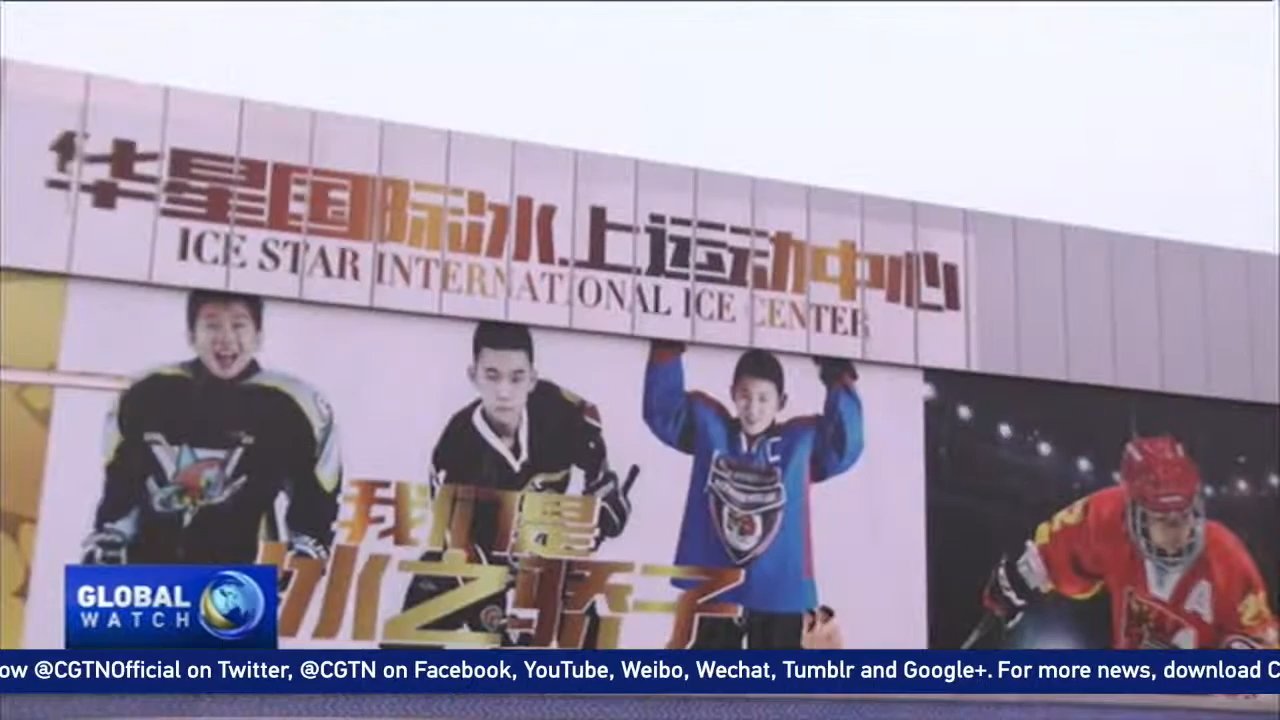 华星国际冰上运动中心
ICE STAR INTERNATIONAL ICE CENTER
C
我们是
冰之骄子
A
GLOBAL
WATCH
ow @CGTNOfficial on Twitter, @CGTN on Facebook, YouTube, Weibo, Wechat, Tumblr and Google+. For more news, download C